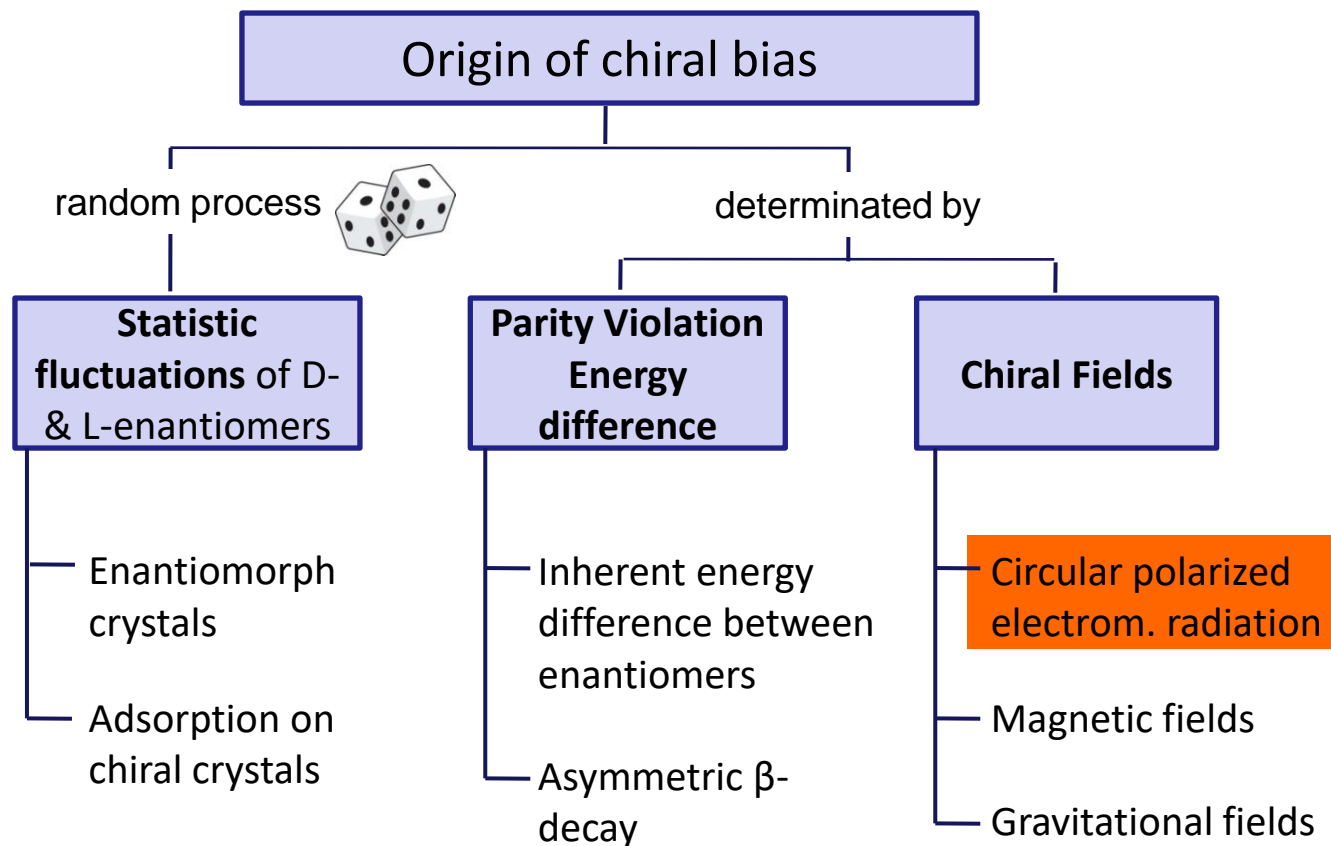 Origin of chiral bias
random process
determinated by
Statistic
fluctuations of D-
& L-enantiomers
Parity Violation
Energy
difference
Chiral Fields
Enantiomorph
crystals
Adsorption on
chiral crystals
Inherent energy
difference between
enantiomers
Asymmetric β-
decay
Circular polarized
electrom. radiation
Magnetic fields
Gravitational fields